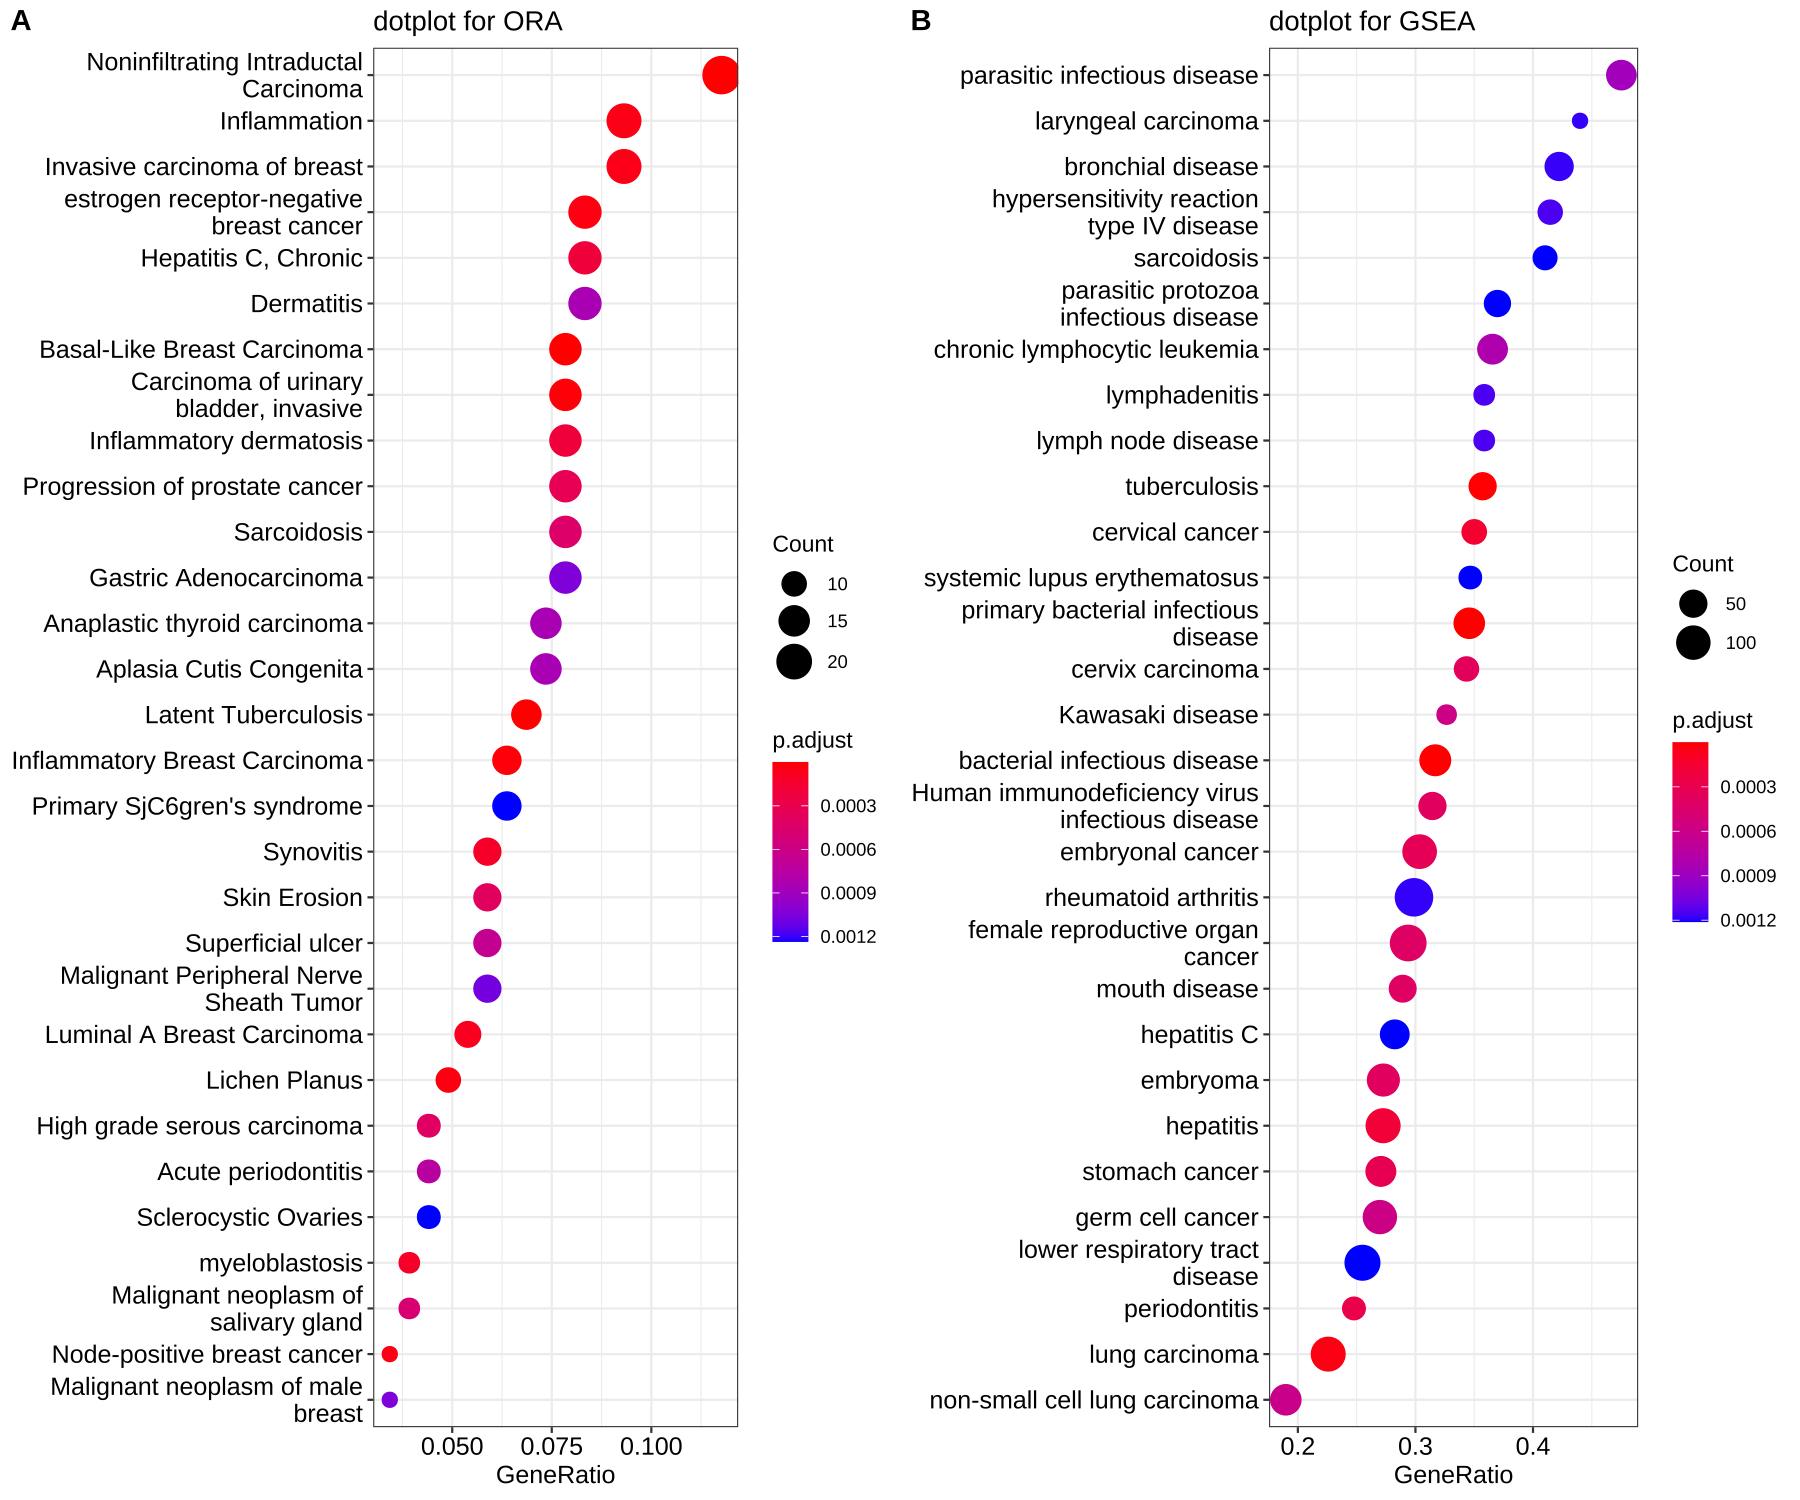 A
dotplot for ORA
Noninfiltrating Intraductal
Carcinoma
Inflammation
Invasive carcinoma of breast
estrogen receptor-negative
breast cancer
Hepatitis C, Chronic
Dermatitis
Basal-Like Breast Carcinoma
Carcinoma of urinary
bladder, invasive
Inflammatory dermatosis
Progression of prostate cancer
Sarcoidosis
Gastric Adenocarcinoma
Anaplastic thyroid carcinoma
Aplasia Cutis Congenita
Latent Tuberculosis
Inflammatory Breast Carcinoma
Primary SjC6gren's syndrome
Synovitis
Skin Erosion
Superficial ulcer
Malignant Peripheral Nerve
Sheath Tumor
Luminal A Breast Carcinoma
Lichen Planus
High grade serous carcinoma
Acute periodontitis
Sclerocystic Ovaries
myeloblastosis
Malignant neoplasm of
salivary gland
Node-positive breast cancer
Malignant neoplasm of male
breast
0.050 0.075 0.100
GeneRatio
Count
10
15
20
p.adjust
0.0003
0.0006
0.0009
0.0012
B
dotplot for GSEA
parasitic infectious disease
laryngeal carcinoma
bronchial disease
hypersensitivity reaction
type IV disease
sarcoidosis
parasitic protozoa
infectious disease
chronic lymphocytic leukemia
lymphadenitis
lymph node disease
tuberculosis
cervical cancer
systemic lupus erythematosus
primary bacterial infectious
disease
cervix carcinoma
Kawasaki disease
bacterial infectious disease
Human immunodeficiency virus
infectious disease
embryonal cancer
rheumatoid arthritis
female reproductive organ
cancer
mouth disease
hepatitis C
embryoma
hepatitis
stomach cancer
germ cell cancer
lower respiratory tract
disease
periodontitis
lung carcinoma
non-small cell lung carcinoma
0.2 0.3 0.4
GeneRatio
Count
50
100
p.adjust
0.0003
0.0006
0.0009
0.0012